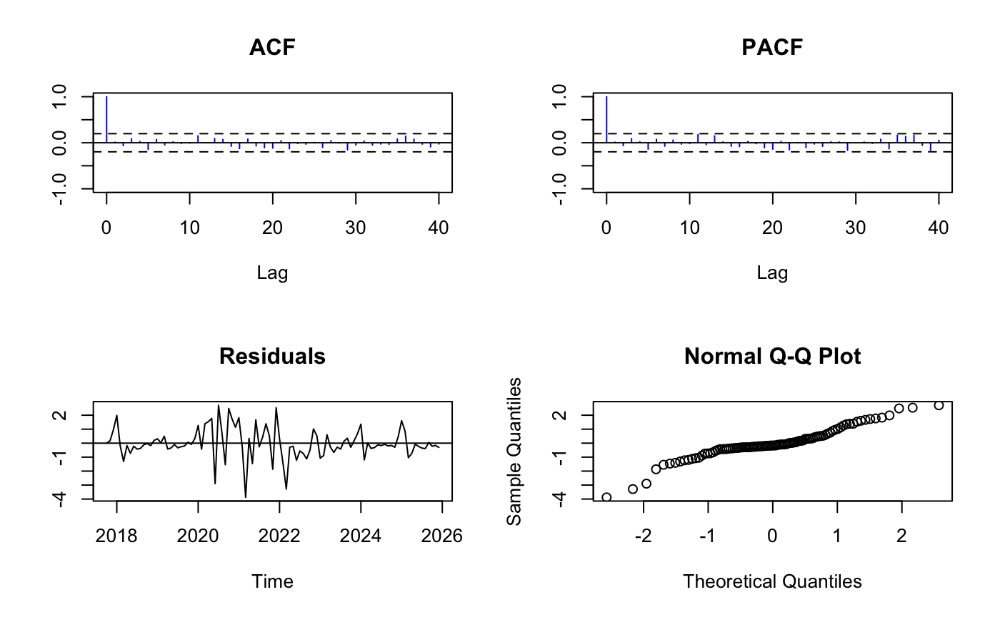 ACF
1.0
0.0
-1.0
0 10 20 30 40
Lag
PACF
1.0
0.0
-1.0
0 10 20 30 40
Lag
Residuals
2
-1
-4
2018 2020 2022 2024 2026
Time
Normal Q-Q Plot
Sample Quantiles
2
-1
-4
-2 -1 0 1 2
Theoretical Quantiles